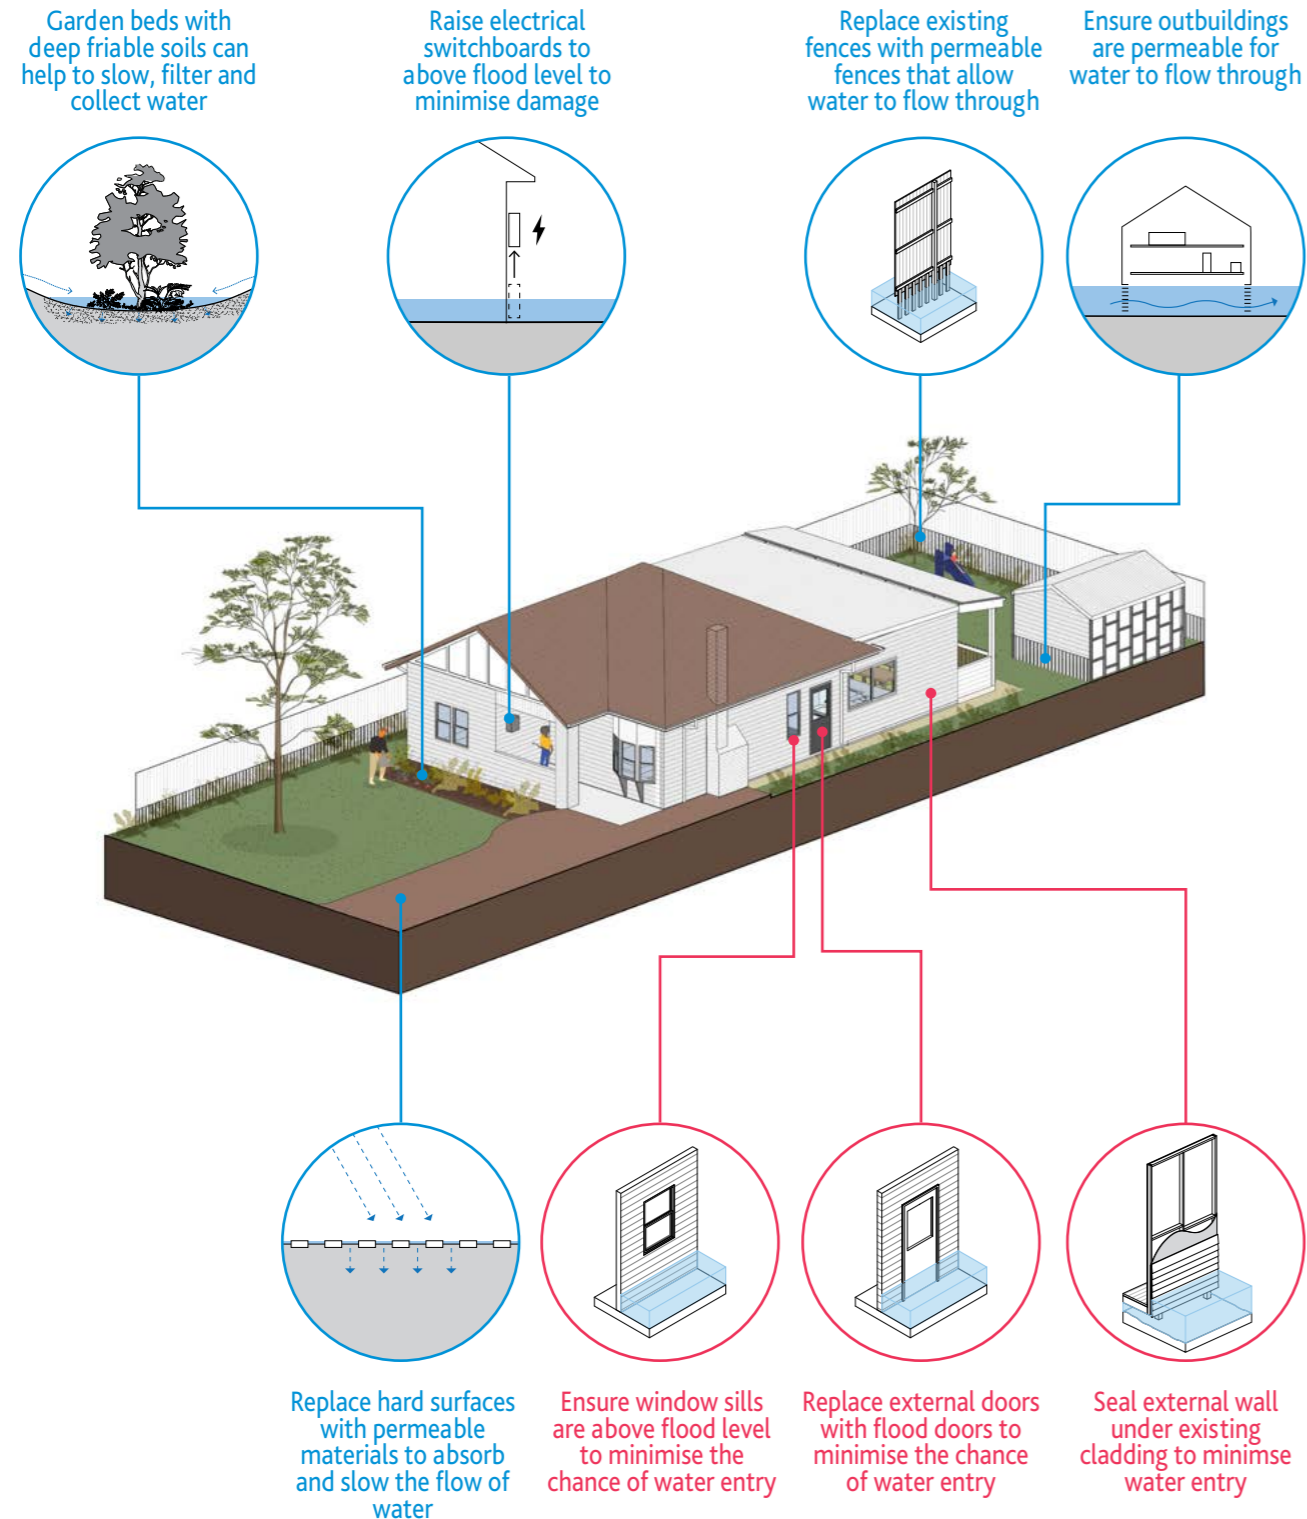 Garden beds with
deep friable soils can
help to slow, filter and
collect water
Raise electrical
switchboards to
above flood level to
minimise damage
Replace existing
fences with permeable
fences that allow
water to flow through
Ensure outbuildings
are permeable for
water to flow through
Replace hard surfaces
with permeable
materials to absorb
and slow the flow of
water
Ensure window sills
are above flood level
to minimise the
chance of water entry
Replace external doors
with flood doors to
minimise the chance
of water entry
Seal external wall
under existing
cladding to minimse
water entry